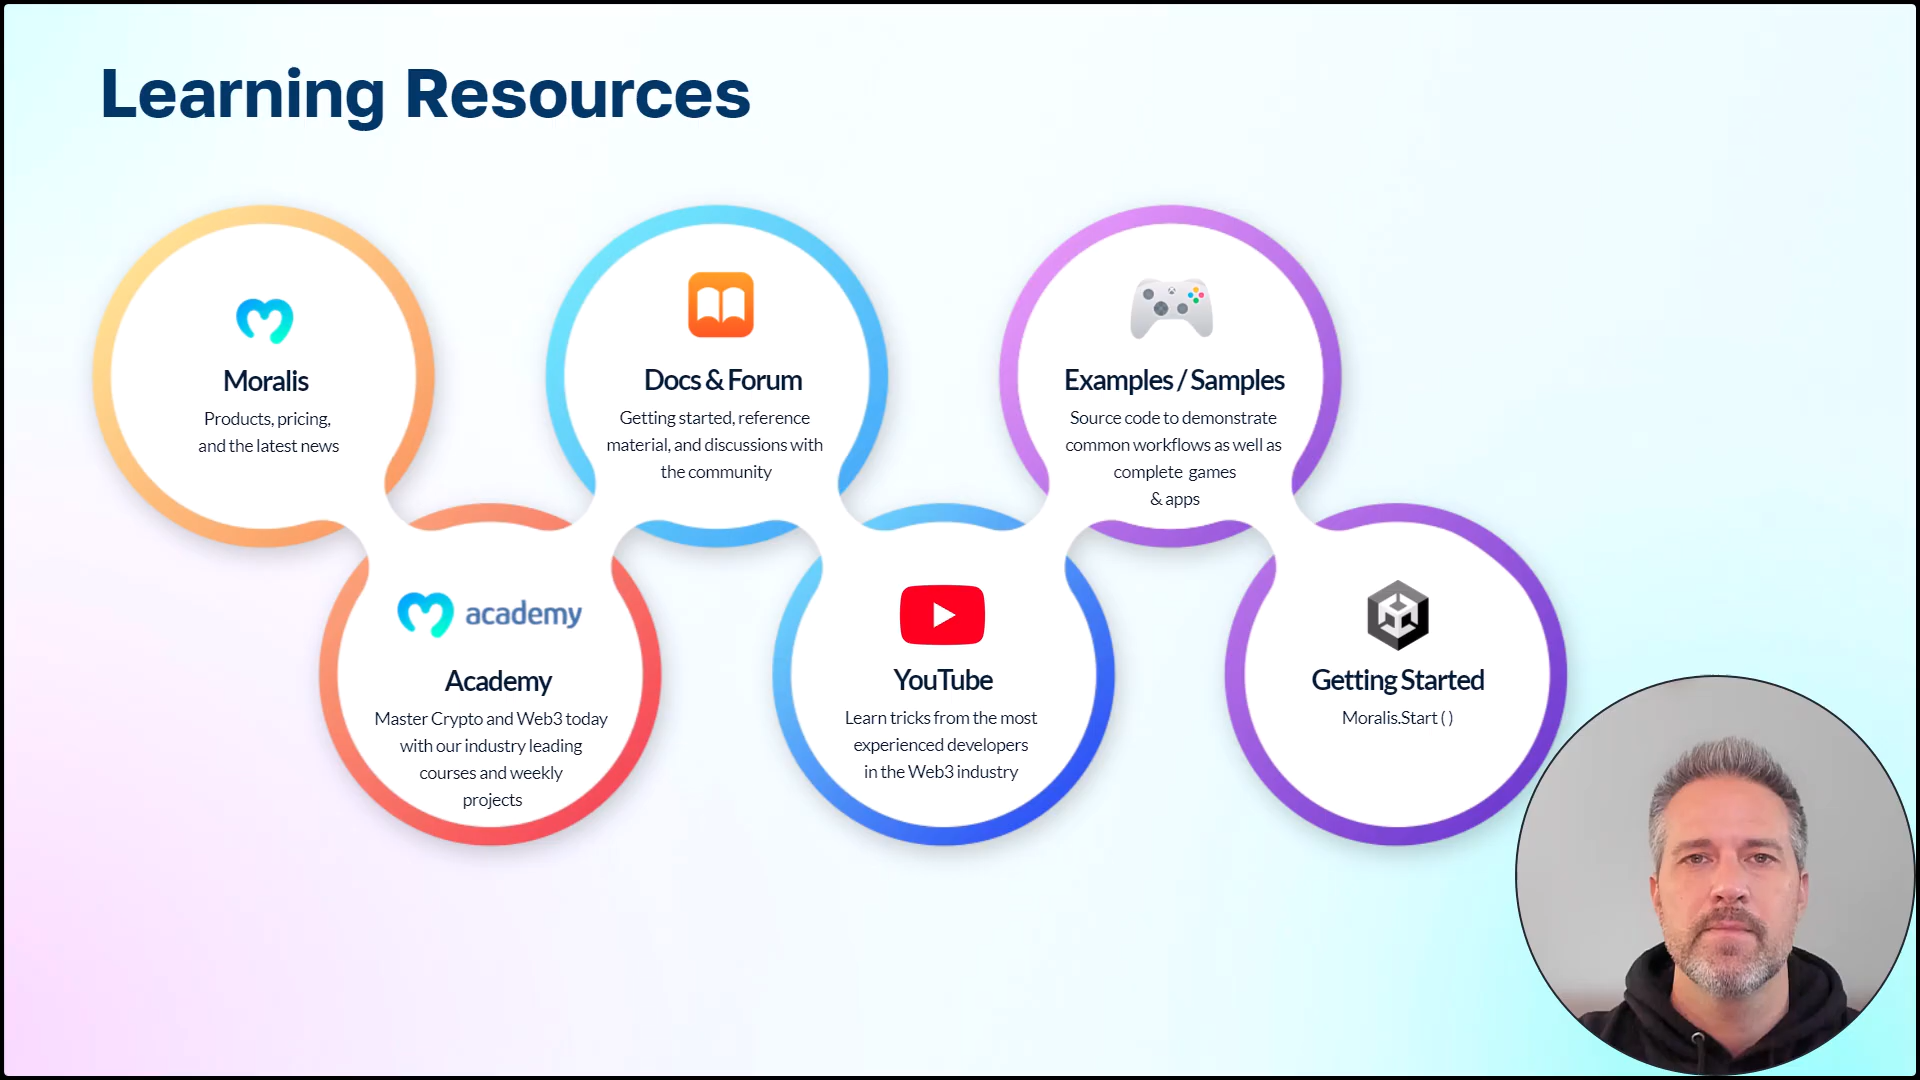 Learning Resources
Moralis
Products, pricing,
and the latest news
academy
Academy
Master Crypto and Web3 today
with our industry leading
courses and weekly
projects
Docs & Forum
Getting started, reference
material, and discussions with
the community
YouTube
Learn tricks from the most
experienced developers
in the Web3 industry
Examples / Samples
Source code to demonstrate
common workflows as well as
complete games
& apps
Getting Started
Moralis.Start ( )